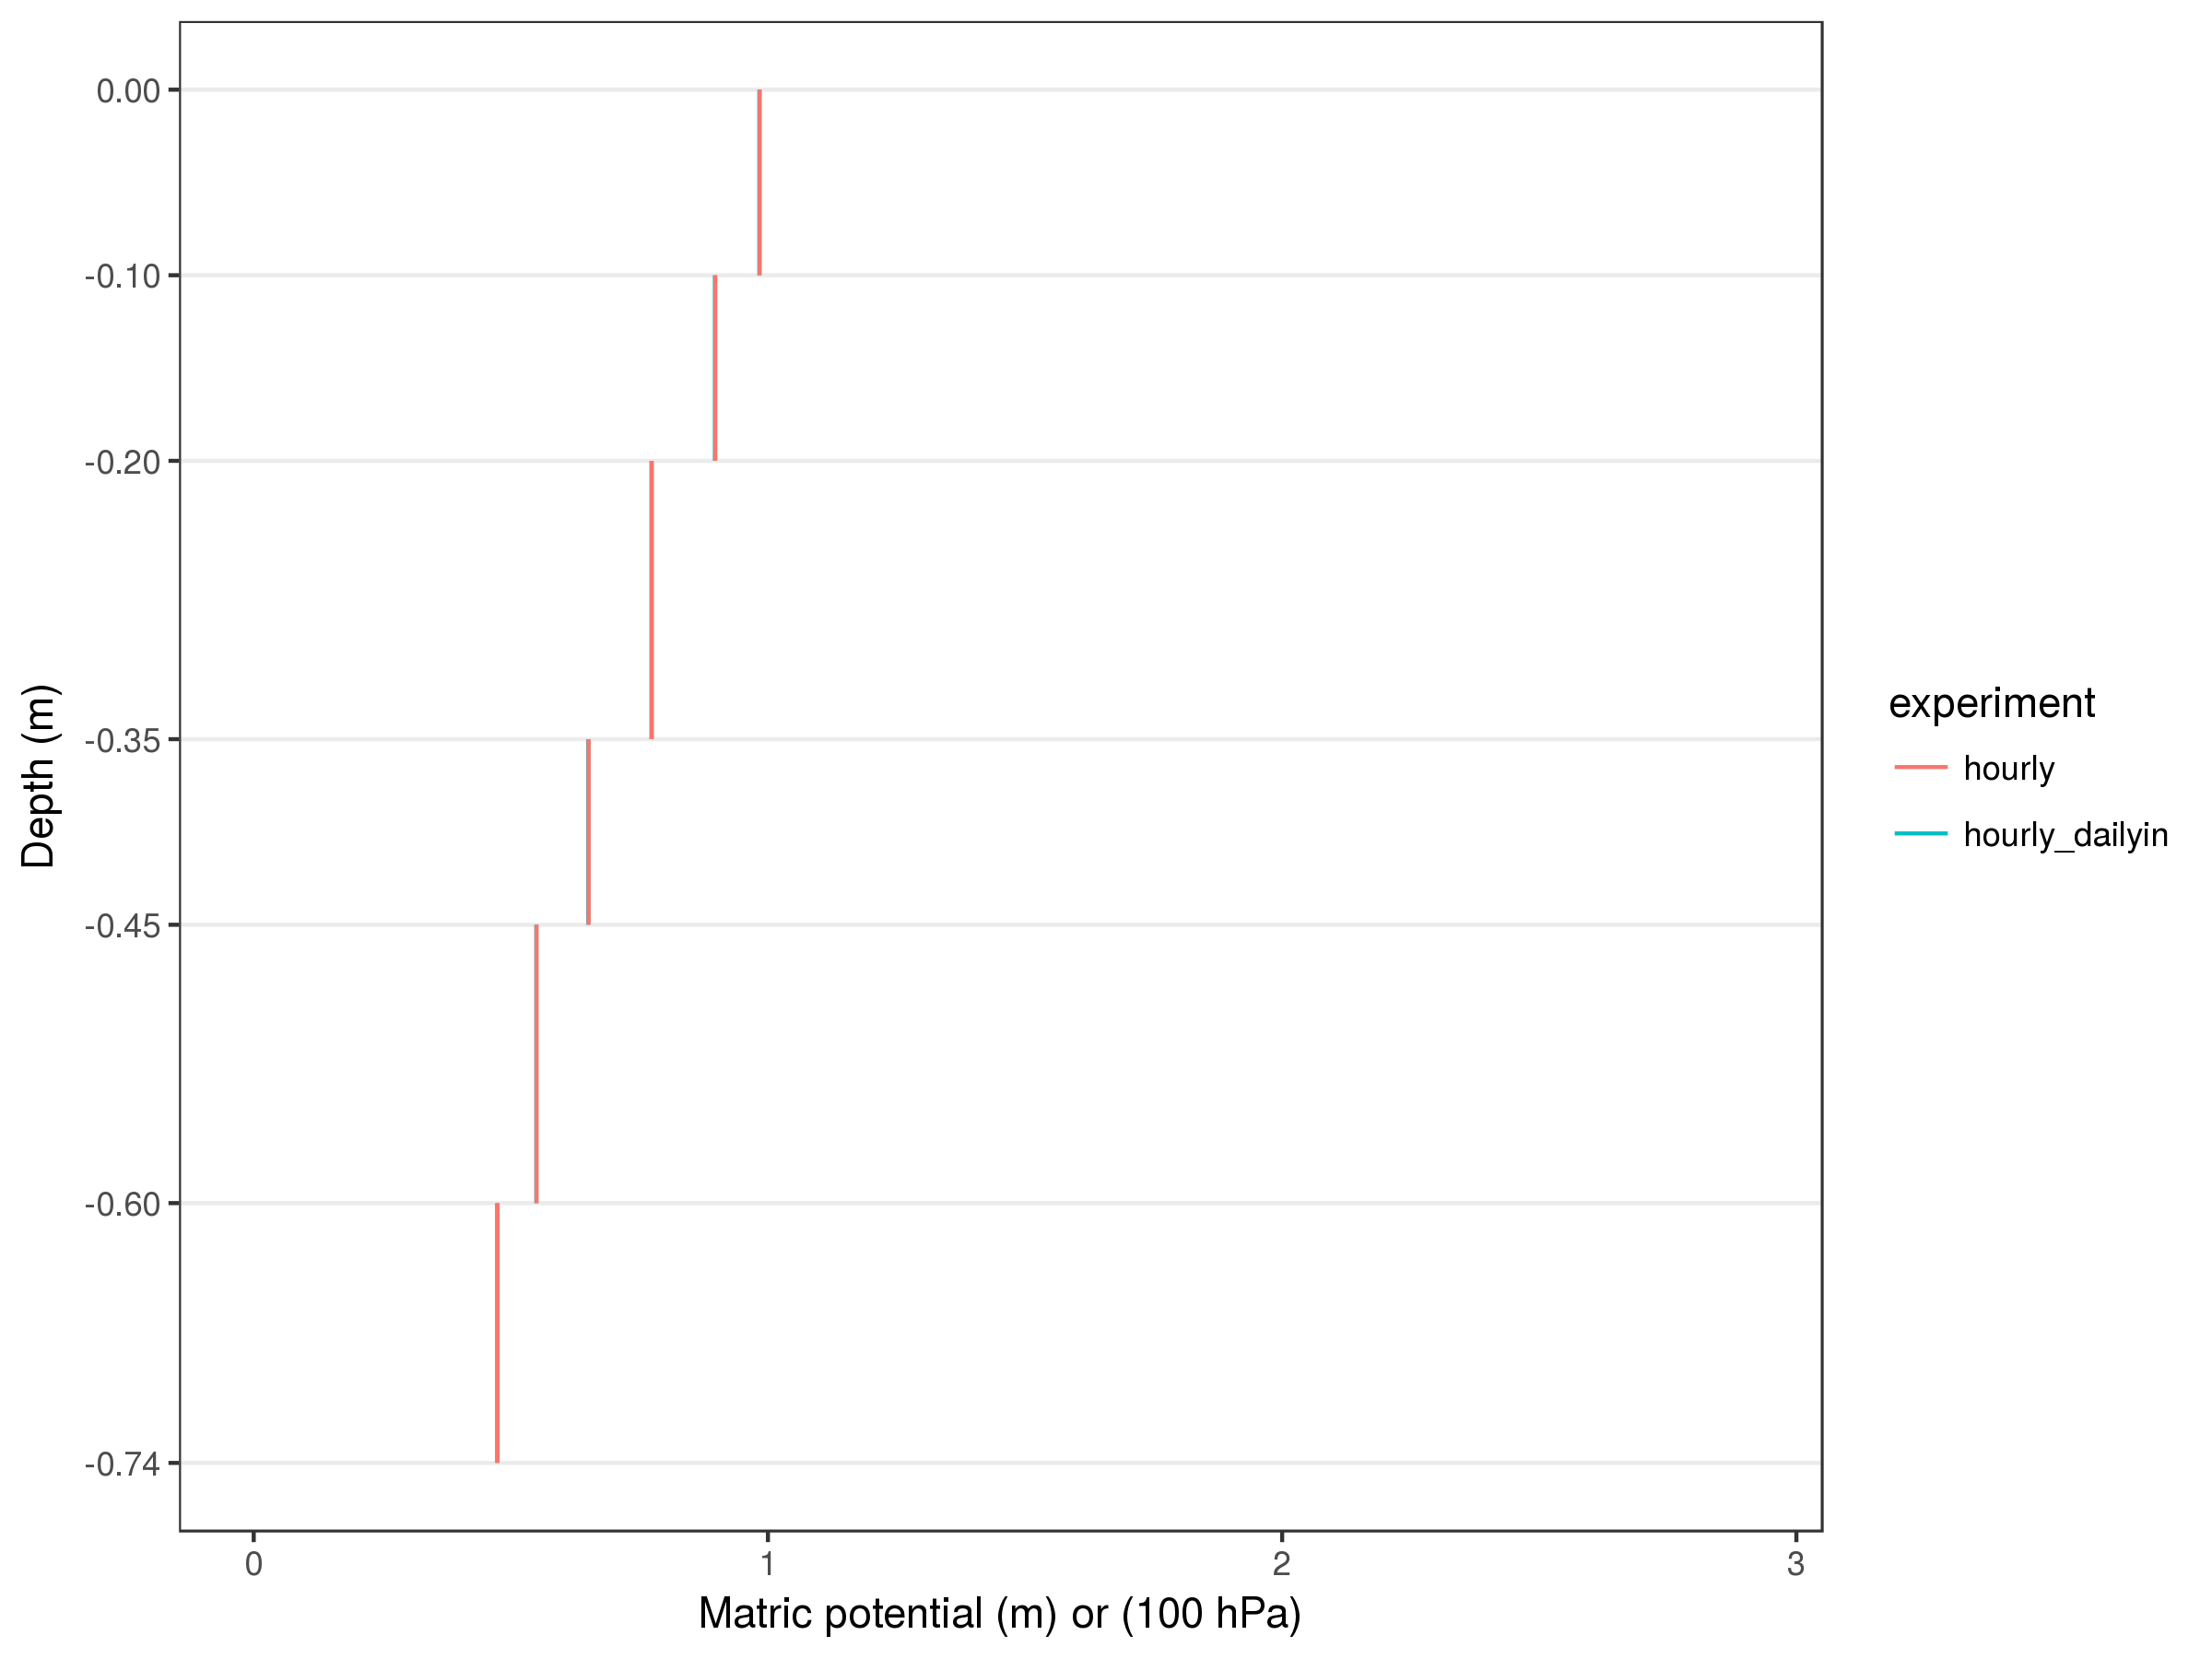 0.00
-0.10
-0.20
-0.35
-0.45
-0.60
-0.74
Depth (m)
0 1 2 3
Matric potential (m) or (100 hPa)
experiment
hourly
hourly_dailyin